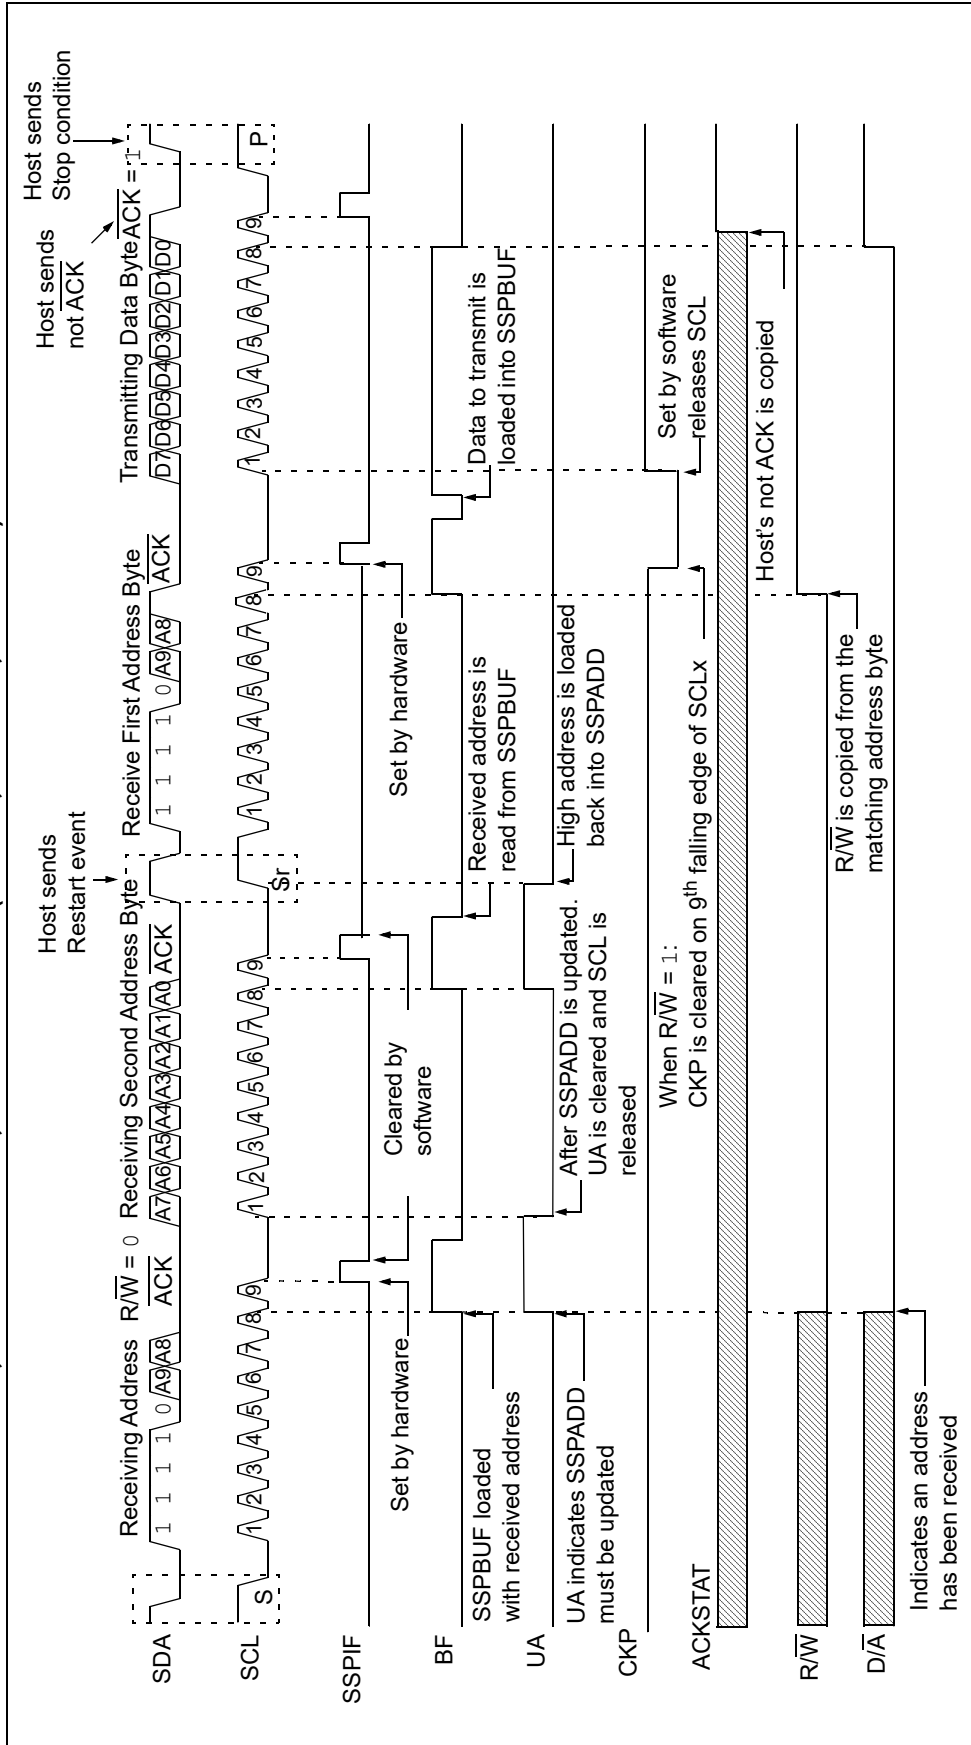 Host sends
Restart event
Host sends
not A̅C̅K̅
Host sends
Stop condition
Receiving Address R/W̅ = 0 Receiving Second Address Byte Receive First Address Byte Transmitting Data Byte A̅C̅K̅ = 1
SDA 1 1 1 1 0 A9 A8 A̅C̅K̅ A7 A6 A5 A4 A3 A2 A1 A0 A̅C̅K̅ 1 1 1 1 0 A9 A8 A̅C̅K̅ D7 D6 D5 D4 D3 D2 D1 D0
SCL S 1 2 3 4 5 6 7 8 9 1 2 3 4 5 6 7 8 9 Sr 1 2 3 4 5 6 7 8 9 1 2 3 4 5 6 7 8 9 P
SSPIF
Set by hardware
Cleared by
software
Set by hardware
BF
SSPBUF loaded
with received address
Received address is
read from SSPBUF
Data to transmit is
loaded into SSPBUF
UA
UA indicates SSPADD
must be updated
After SSPADD is updated.
UA is cleared and SCL is
released
High address is loaded
back into SSPADD
CKP
When R/W̅ = 1:
CKP is cleared on 9th falling edge of SCLx
Set by software
releases SCL
ACKSTAT
Host's not ACK is copied
R/W̅
R/W̅ is copied from the
matching address byte
D/A̅
Indicates an address
has been received